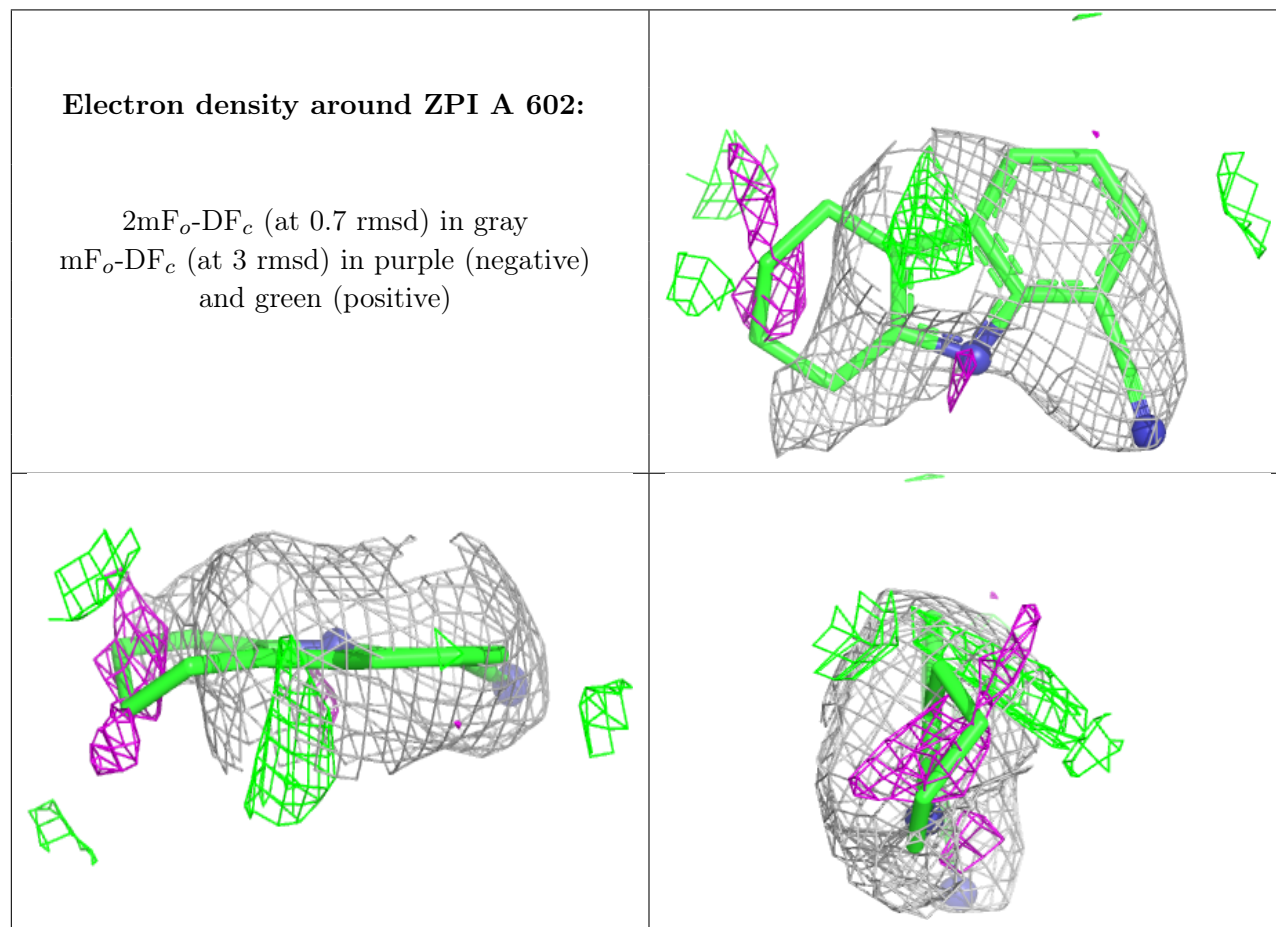 Electron density around ZPI A 602:
2mFo-DFc (at 0.7 rmsd) in gray
mFo-DFc (at 3 rmsd) in purple (negative)
and green (positive)